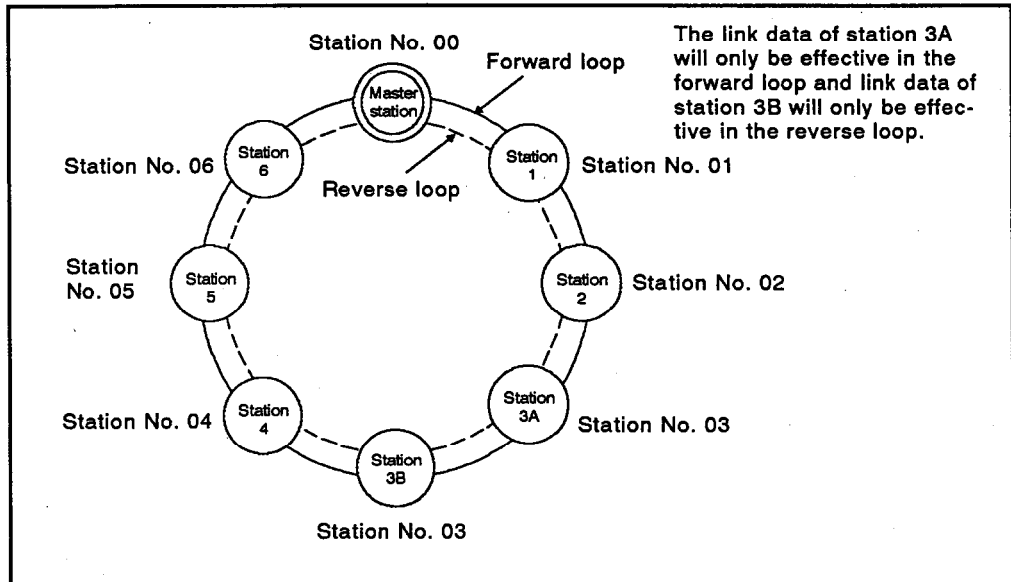 Station No. 00
Forward loop
The link data of station 3A
will only be effective in the
forward loop and link data of
station 3B will only be effec-
tive in the reverse loop.
Master
station
Station No. 06
Station
6
Station
1
Station No. 01
Reverse loop
Station
No. 05
Station
5
Station
2
Station No. 02
Station No. 04
Station
4
Station
3A
Station No. 03
Station
3B
Station No. 03